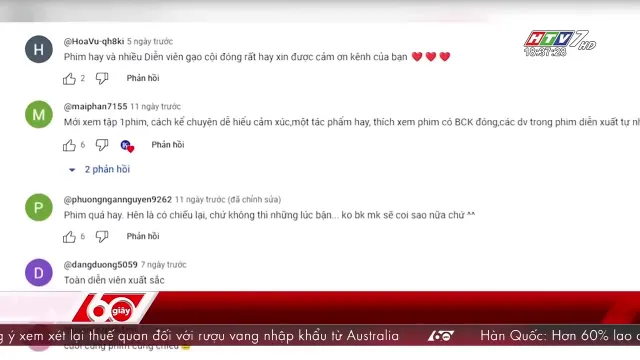 HTV7 HD
18:37:28
H
@HoaVu-qh8ki 5 ngày trước
Phim hay và nhiều Diễn viên gạo cội đóng rất hay xin được cảm ơn kênh của bạn ❤️ ❤️ ❤️
2 Phản hồi
M
@maiphan7155 11 ngày trước
Mới xem tập 1phim, cách kể chuyện dễ hiểu cảm xúc,một tác phẩm hay, thích xem phim có BCK đóng,các dv trong phim diễn xuất tự
6 Phản hồi
2 phản hồi
P
@phuongngannguyen9262 11 ngày trước (đã chỉnh sửa)
Phim quá hay. Hên là có chiếu lại, chứ không thì những lúc bận... ko bk mk sẽ coi sao nữa chứ ^^
6 Phản hồi
D
@dangduong5059 7 ngày trước
Toàn diễn viên xuất sắc
60 giây
ý xem xét lại thuế quan đối với rượu vang nhập khẩu từ Australia 60 Hàn Quốc: Hơn 60% lao